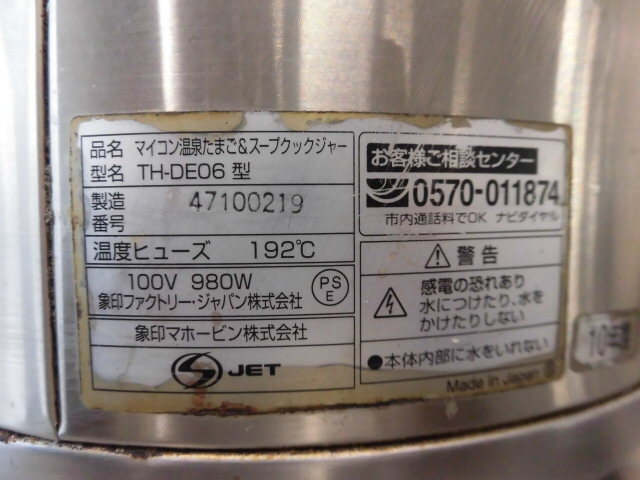 品名 マイコン温泉たまご&スープクックジャー
型名 TH-DE06 型
製造番号 47100219
温度ヒューズ 192℃
100V 980W
象印ファクトリー・ジャパン株式会社
PSE
象印マホービン株式会社
S JET
お客様ご相談センター
0570-011874
市内通話料でOK ナビダイヤル
警告
感電の恐れあり
水につけたり、水を
かけたりしない
●本体内部に水をいれない
Made in Japan
10年